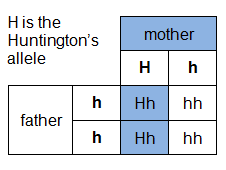 H is the
Huntington's
allele
mother
H h
father
h Hh hh
h Hh hh